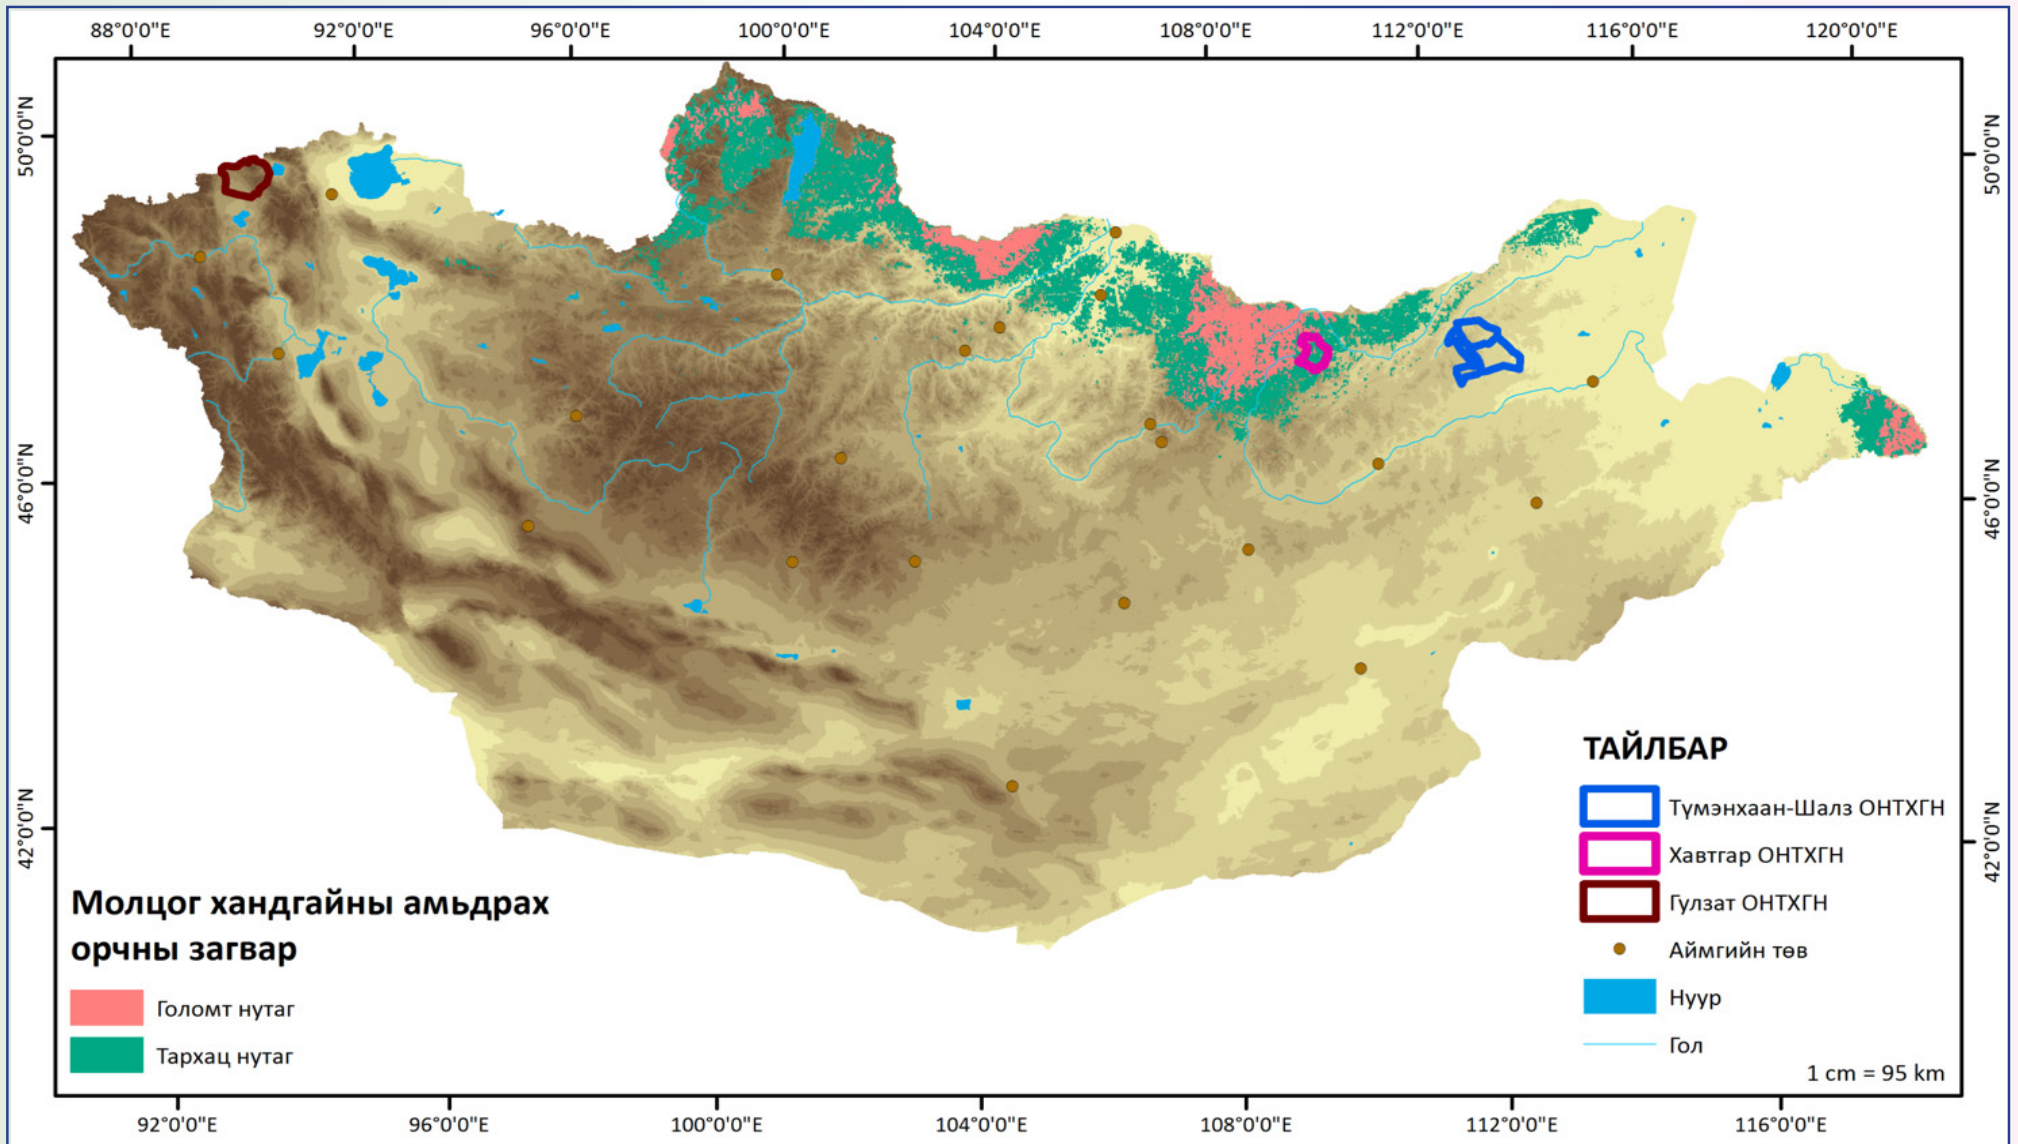 88°0'0"E 92°0'0"E 96°0'0"E 100°0'0"E 104°0'0"E 108°0'0"E 112°0'0"E 116°0'0"E 120°0'0"E
50°0'0"N
46°0'0"N
42°0'0"N
50°0'0"N
46°0'0"N
42°0'0"N
Молцог хандгайны амьдрах
орчны загвар
Голомт нутаг
Тархац нутаг
ТАЙЛБАР
Түмэнхаан-Шалз ОНТХГН
Хавтгар ОНТХГН
Гулзат ОНТХГН
Аймгийн төв
Нуур
Гол
1 cm = 95 km
92°0'0"E 96°0'0"E 100°0'0"E 104°0'0"E 108°0'0"E 112°0'0"E 116°0'0"E